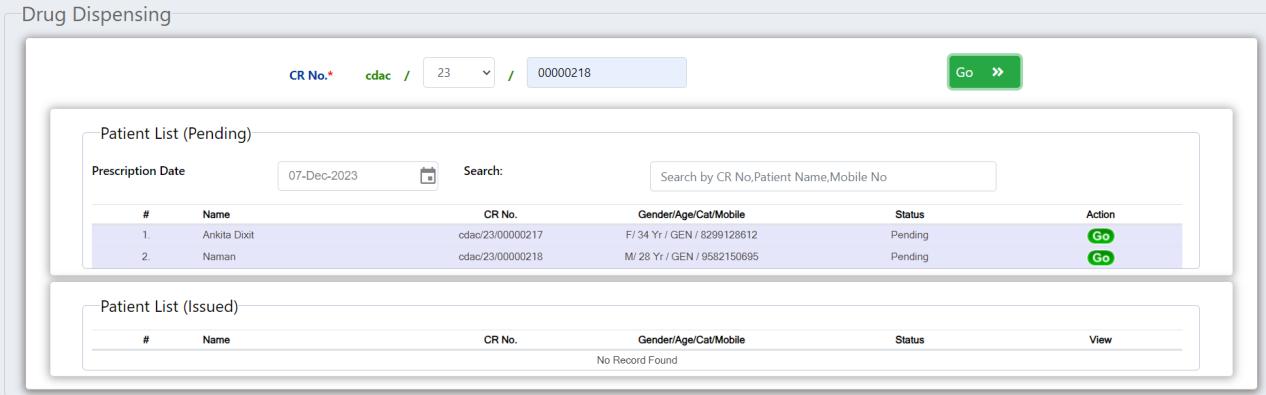 Drug Dispensing
CR No.* cdac / 23 / 00000218 Go »
Patient List (Pending)
Prescription Date 07-Dec-2023 Search: Search by CR No,Patient Name,Mobile No
# Name CR No. Gender/Age/Cat/Mobile Status Action
1. Ankita Dixit cdac/23/00000217 F/ 34 Yr / GEN / 8299128612 Pending Go
2. Naman cdac/23/00000218 M/ 28 Yr / GEN / 9582150695 Pending Go
Patient List (Issued)
# Name CR No. Gender/Age/Cat/Mobile Status View
No Record Found